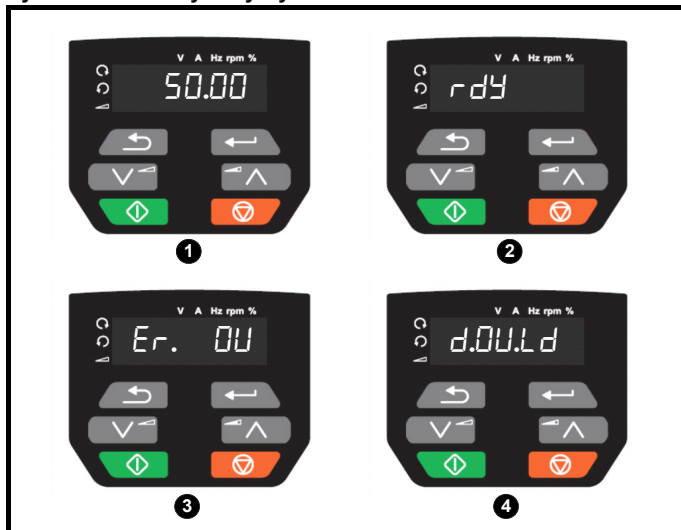 V A Hz rpm %
50.00
1
V A Hz rpm %
rdY
2
V A Hz rpm %
Er. OU
3
V A Hz rpm %
d.OU.Ld
4